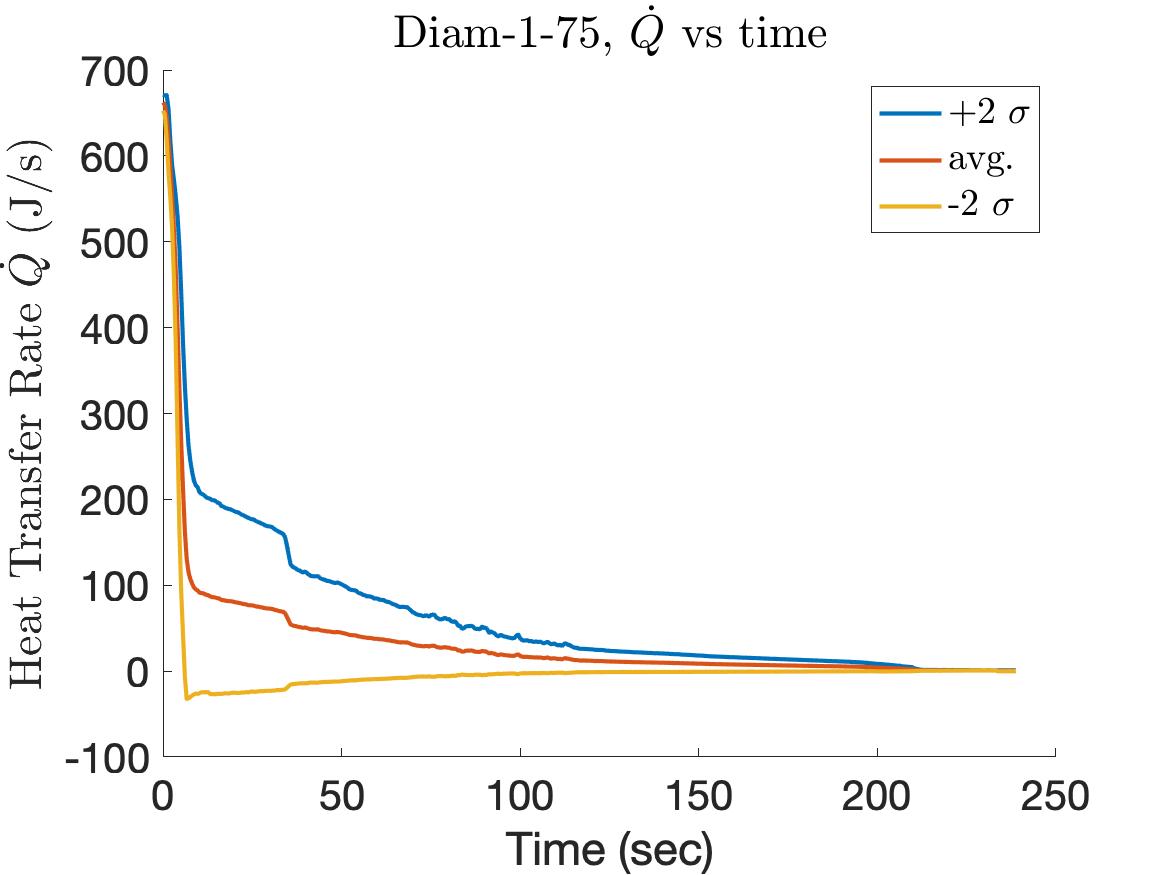 Diam-1-75, Q̇ vs time
700
600
500
400
300
200
100
0
-100
Heat Transfer Rate Q̇ (J/s)
+2 σ
avg.
-2 σ
0 50 100 150 200 250
Time (sec)